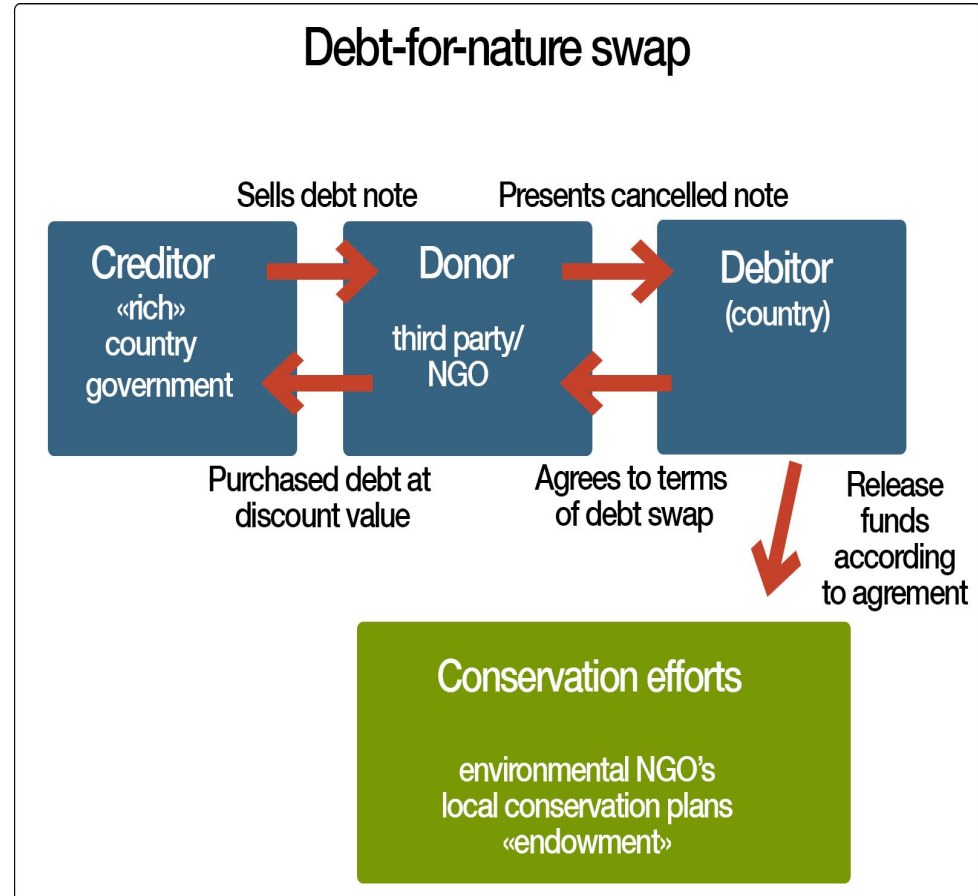 Debt-for-nature swap
Sells debt note
Presents cancelled note
Creditor
«rich»
country
government
Donor
third party/
NGO
Debitor
(country)
Purchased debt at
discount value
Agrees to terms
of debt swap
Release
funds
according
to agrement
Conservation efforts
environmental NGO's
local conservation plans
«endowment»